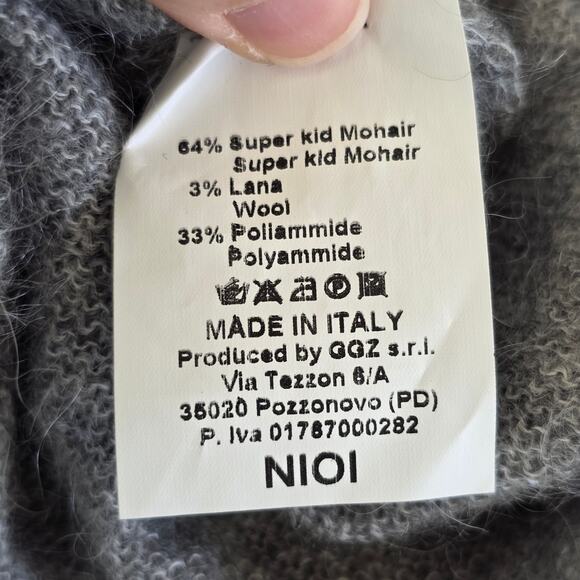 64% Super kid Mohair
Super kid Mohair
3% Lana
Wool
33% Poliammide
Polyammide
MADE IN ITALY
Produced by GGZ s.r.l.
Via Tezzon 6/A
35020 Pozzonovo (PD)
P. Iva 01767000282
NIOI